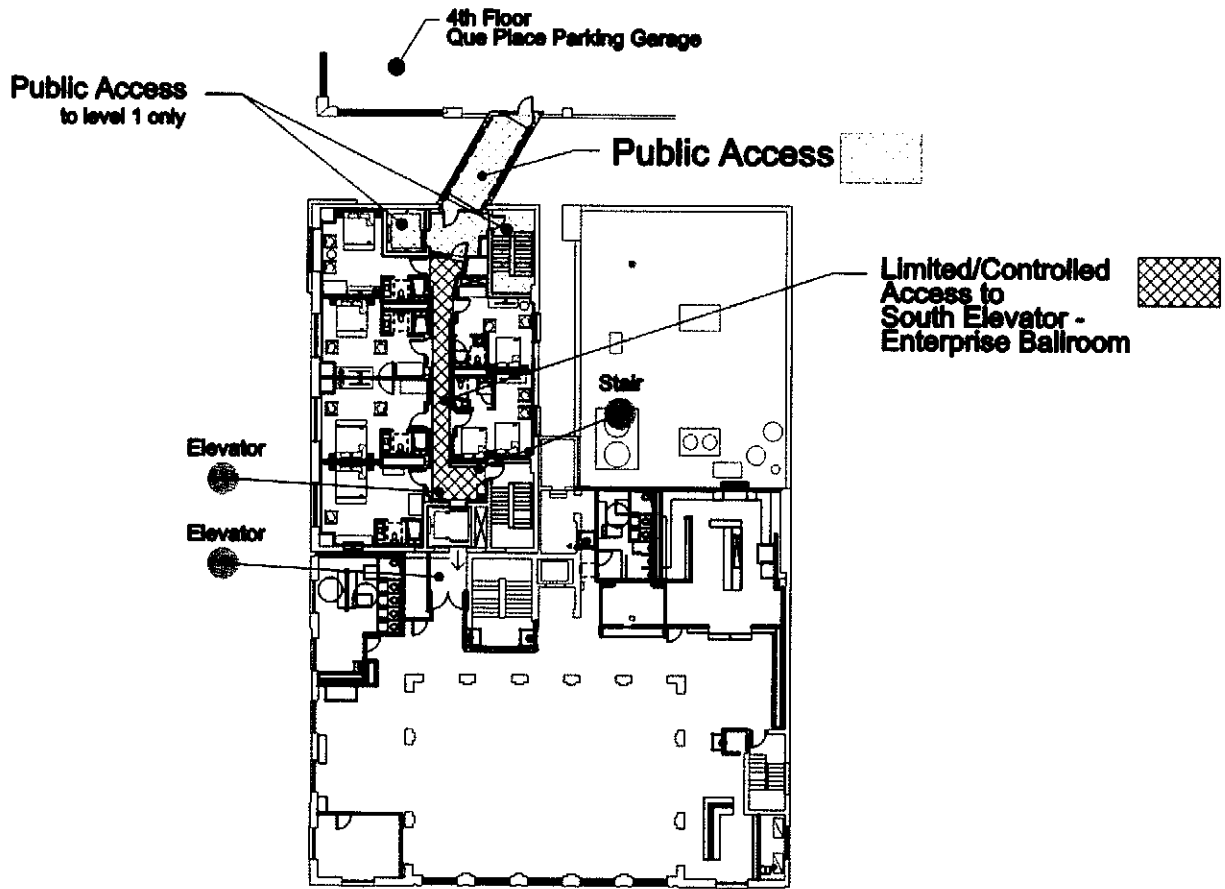 4th Floor
Que Place Parking Garage
Public Access
to level 1 only
Public Access
Limited/Controlled
Access to
South Elevator -
Enterprise Ballroom
Stair
Elevator
Elevator